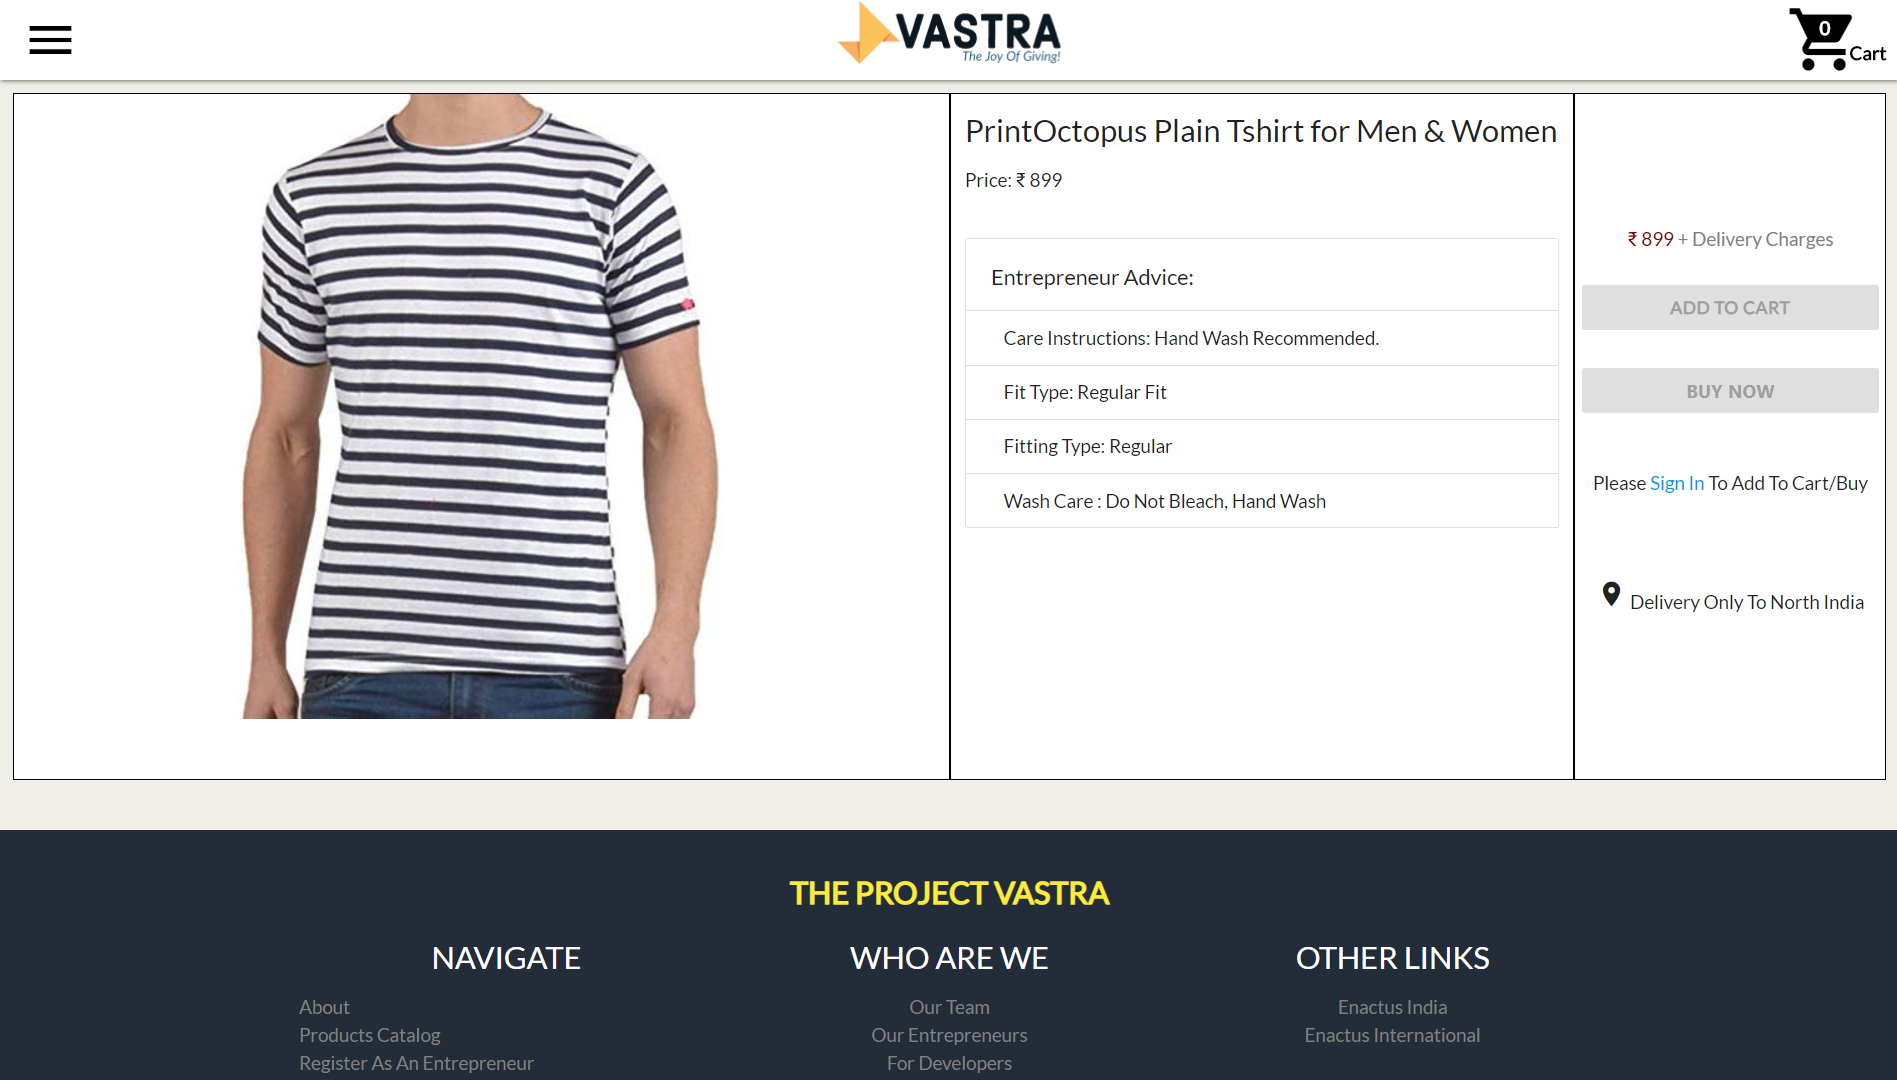 VASTRA
The Joy Of Giving!
0
Cart
PrintOctopus Plain Tshirt for Men & Women
Price: ₹ 899
Entrepreneur Advice:
Care Instructions: Hand Wash Recommended.
Fit Type: Regular Fit
Fitting Type: Regular
Wash Care : Do Not Bleach, Hand Wash
₹ 899 + Delivery Charges
ADD TO CART
BUY NOW
Please Sign In To Add To Cart/Buy
Delivery Only To North India
THE PROJECT VASTRA
NAVIGATE
About
Products Catalog
Register As An Entrepreneur
WHO ARE WE
Our Team
Our Entrepreneurs
For Developers
OTHER LINKS
Enactus India
Enactus International